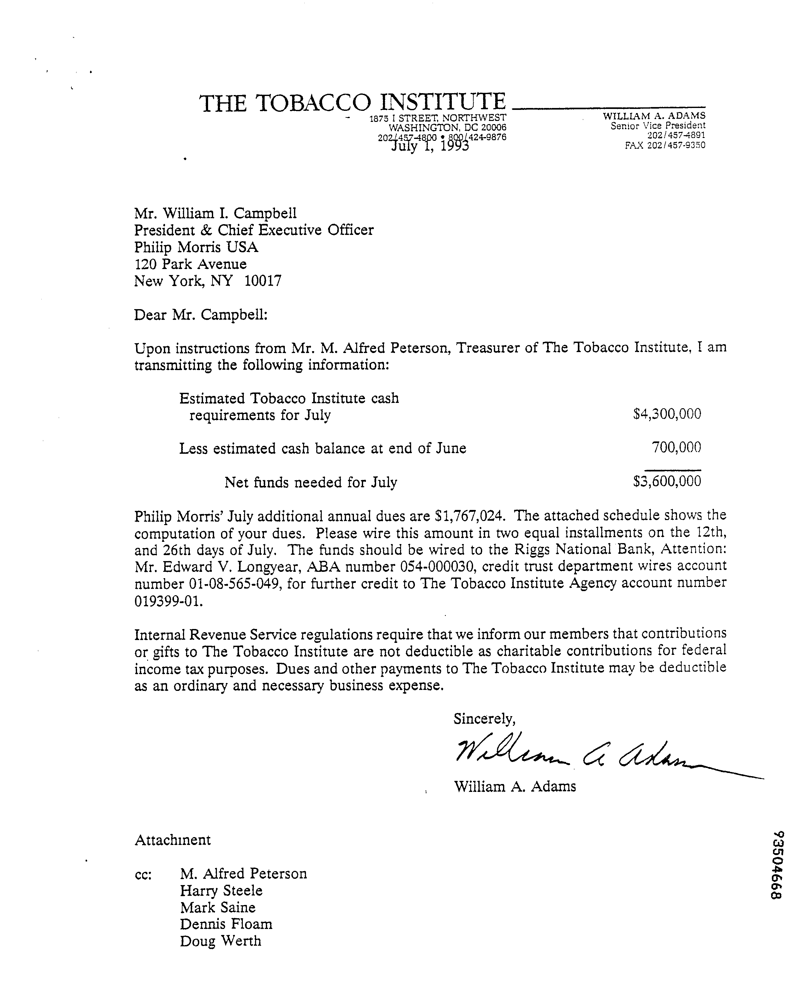 THE TOBACCO INSTITUTE
1875 I STREET, NORTHWEST
WASHINGTON, DC 20006
202/457-4800 • 800/424-9876
WILLIAM A. ADAMS
Senior Vice President
202/457-4891
FAX 202/457-9350
July 1, 1993
Mr. William I. Campbell
President & Chief Executive Officer
Philip Morris USA
120 Park Avenue
New York, NY 10017
Dear Mr. Campbell:
Upon instructions from Mr. M. Alfred Peterson, Treasurer of The Tobacco Institute, I am
transmitting the following information:
Estimated Tobacco Institute cash
requirements for July $4,300,000
Less estimated cash balance at end of June 700,000
Net funds needed for July $3,600,000
Philip Morris' July additional annual dues are $1,767,024. The attached schedule shows the
computation of your dues. Please wire this amount in two equal installments on the 12th,
and 26th days of July. The funds should be wired to the Riggs National Bank, Attention:
Mr. Edward V. Longyear, ABA number 054-000030, credit trust department wires account
number 01-08-565-049, for further credit to The Tobacco Institute Agency account number
019399-01.
Internal Revenue Service regulations require that we inform our members that contributions
or gifts to The Tobacco Institute are not deductible as charitable contributions for federal
income tax purposes. Dues and other payments to The Tobacco Institute may be deductible
as an ordinary and necessary business expense.
Sincerely,
William A Adams
William A. Adams
Attachment
cc: M. Alfred Peterson
Harry Steele
Mark Saine
Dennis Floam
Doug Werth
93504668